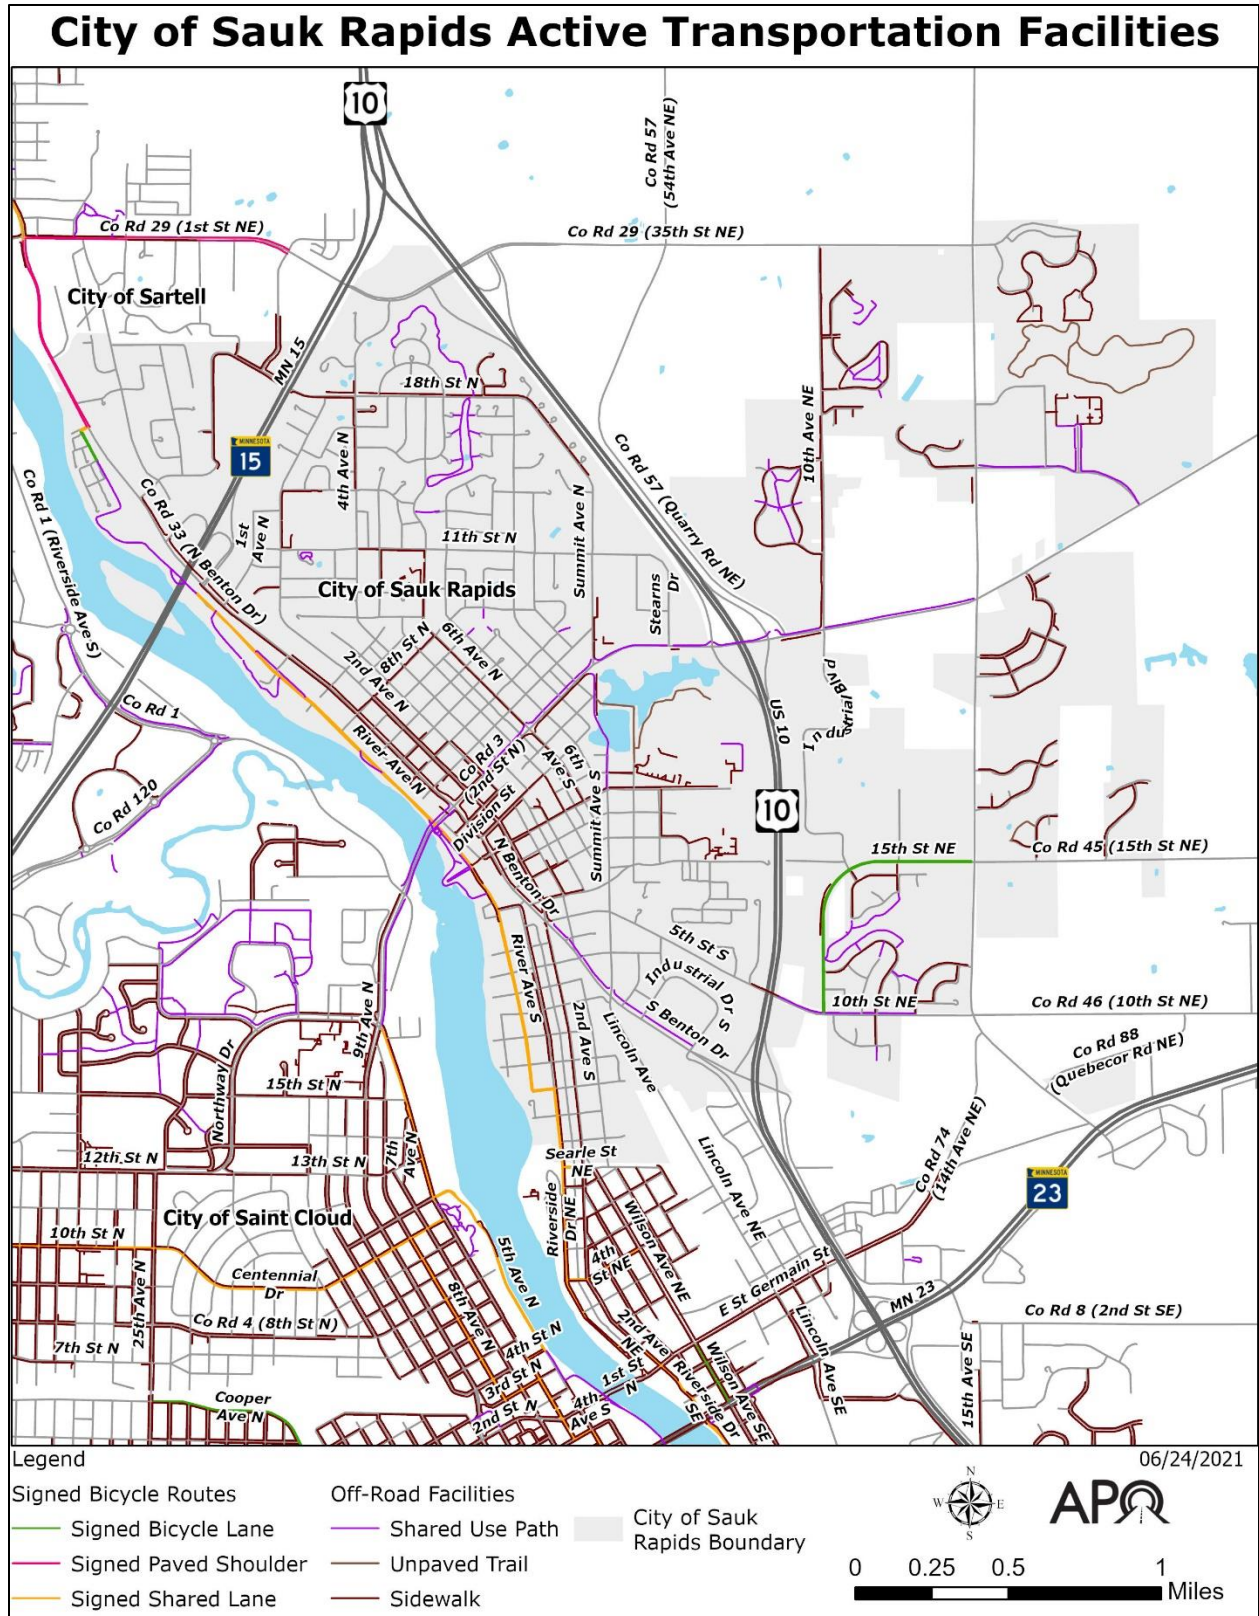 City of Sauk Rapids Active Transportation Facilities
10
Co Rd 57
(54th Ave NE)
Co Rd 29 (1st St NE)
Co Rd 29 (35th St NE)
City of Sartell
MN 15
18th St N
10th Ave NE
MINNESOTA
15
4th Ave N
Co Rd 57 (Quarry Rd NE)
Co Rd 1 (Riverside Ave S)
Co Rd 33 (N Benton Dr)
1st
Ave N
11th St N
Summit Ave N
Stearns
Dr
City of Sauk Rapids
8th St N
6th Ave N
2nd Ave N
Industrial
Blvd
Co Rd 1
River Ave N
Co Rd 3
(2nd St N)
6th
Ave S
US 10
Co Rd 120
Division St
Summit Ave S
10
N Benton Dr
15th St NE
Co Rd 45 (15th St NE)
5th St S
Industrial Dr S
River Ave S
10th St NE
Co Rd 46 (10th St NE)
9th Ave N
2nd Ave S
S Benton Dr
Lincoln Ave
Co Rd 88
(Quebecor Rd NE)
Northway Dr
15th St N
Co Rd 74
(14th Ave NE)
12th St N
13th St N
7th
Ave N
Searle St
NE
Lincoln Ave NE
MINNESOTA
23
City of Saint Cloud
10th St N
Riverside
Dr NE
Wilson Ave NE
5th Ave N
4th
St NE
Centennial
Dr
E St Germain St
25th Ave N
8th Ave N
MN 23
Co Rd 8 (2nd St SE)
Co Rd 4 (8th St N)
7th St N
4th St N
2nd Ave
NE
Lincoln Ave SE
3rd St N
1st St
N
Riverside Dr
SE
Wilson Ave SE
15th Ave SE
Cooper
Ave N
2nd St N
4th
Ave S
Legend
06/24/2021
Signed Bicycle Routes
Off-Road Facilities
Signed Bicycle Lane
Shared Use Path
City of Sauk
Rapids Boundary
Signed Paved Shoulder
Unpaved Trail
Signed Shared Lane
Sidewalk
N
W
E
S
APO
0
0.25
0.5
1
Miles